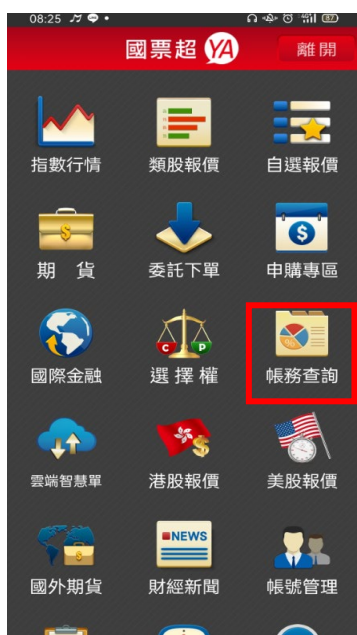 08:25 87
國票超 YA 離開
指數行情 類股報價 自選報價
$ $
期 貨 委託下單 申購專區
$ C P
國際金融 選擇權 帳務查詢
$
雲端智慧單 港股報價 美股報價
NEWS
國外期貨 財經新聞 帳號管理